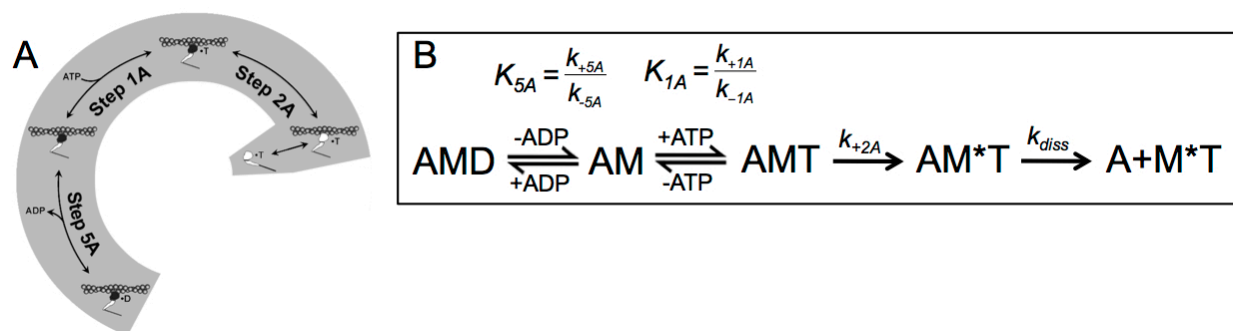 A
·T
ATP
Step 1A
Step 2A
·T
·T
ADP
Step 5A
·D
B
K5A = k+5A / k-5A    K1A = k+1A / k-1A
-ADP +ATP k+2A kdiss
AMD ⇌ AM ⇌ AMT → AM*T → A+M*T
+ADP -ATP